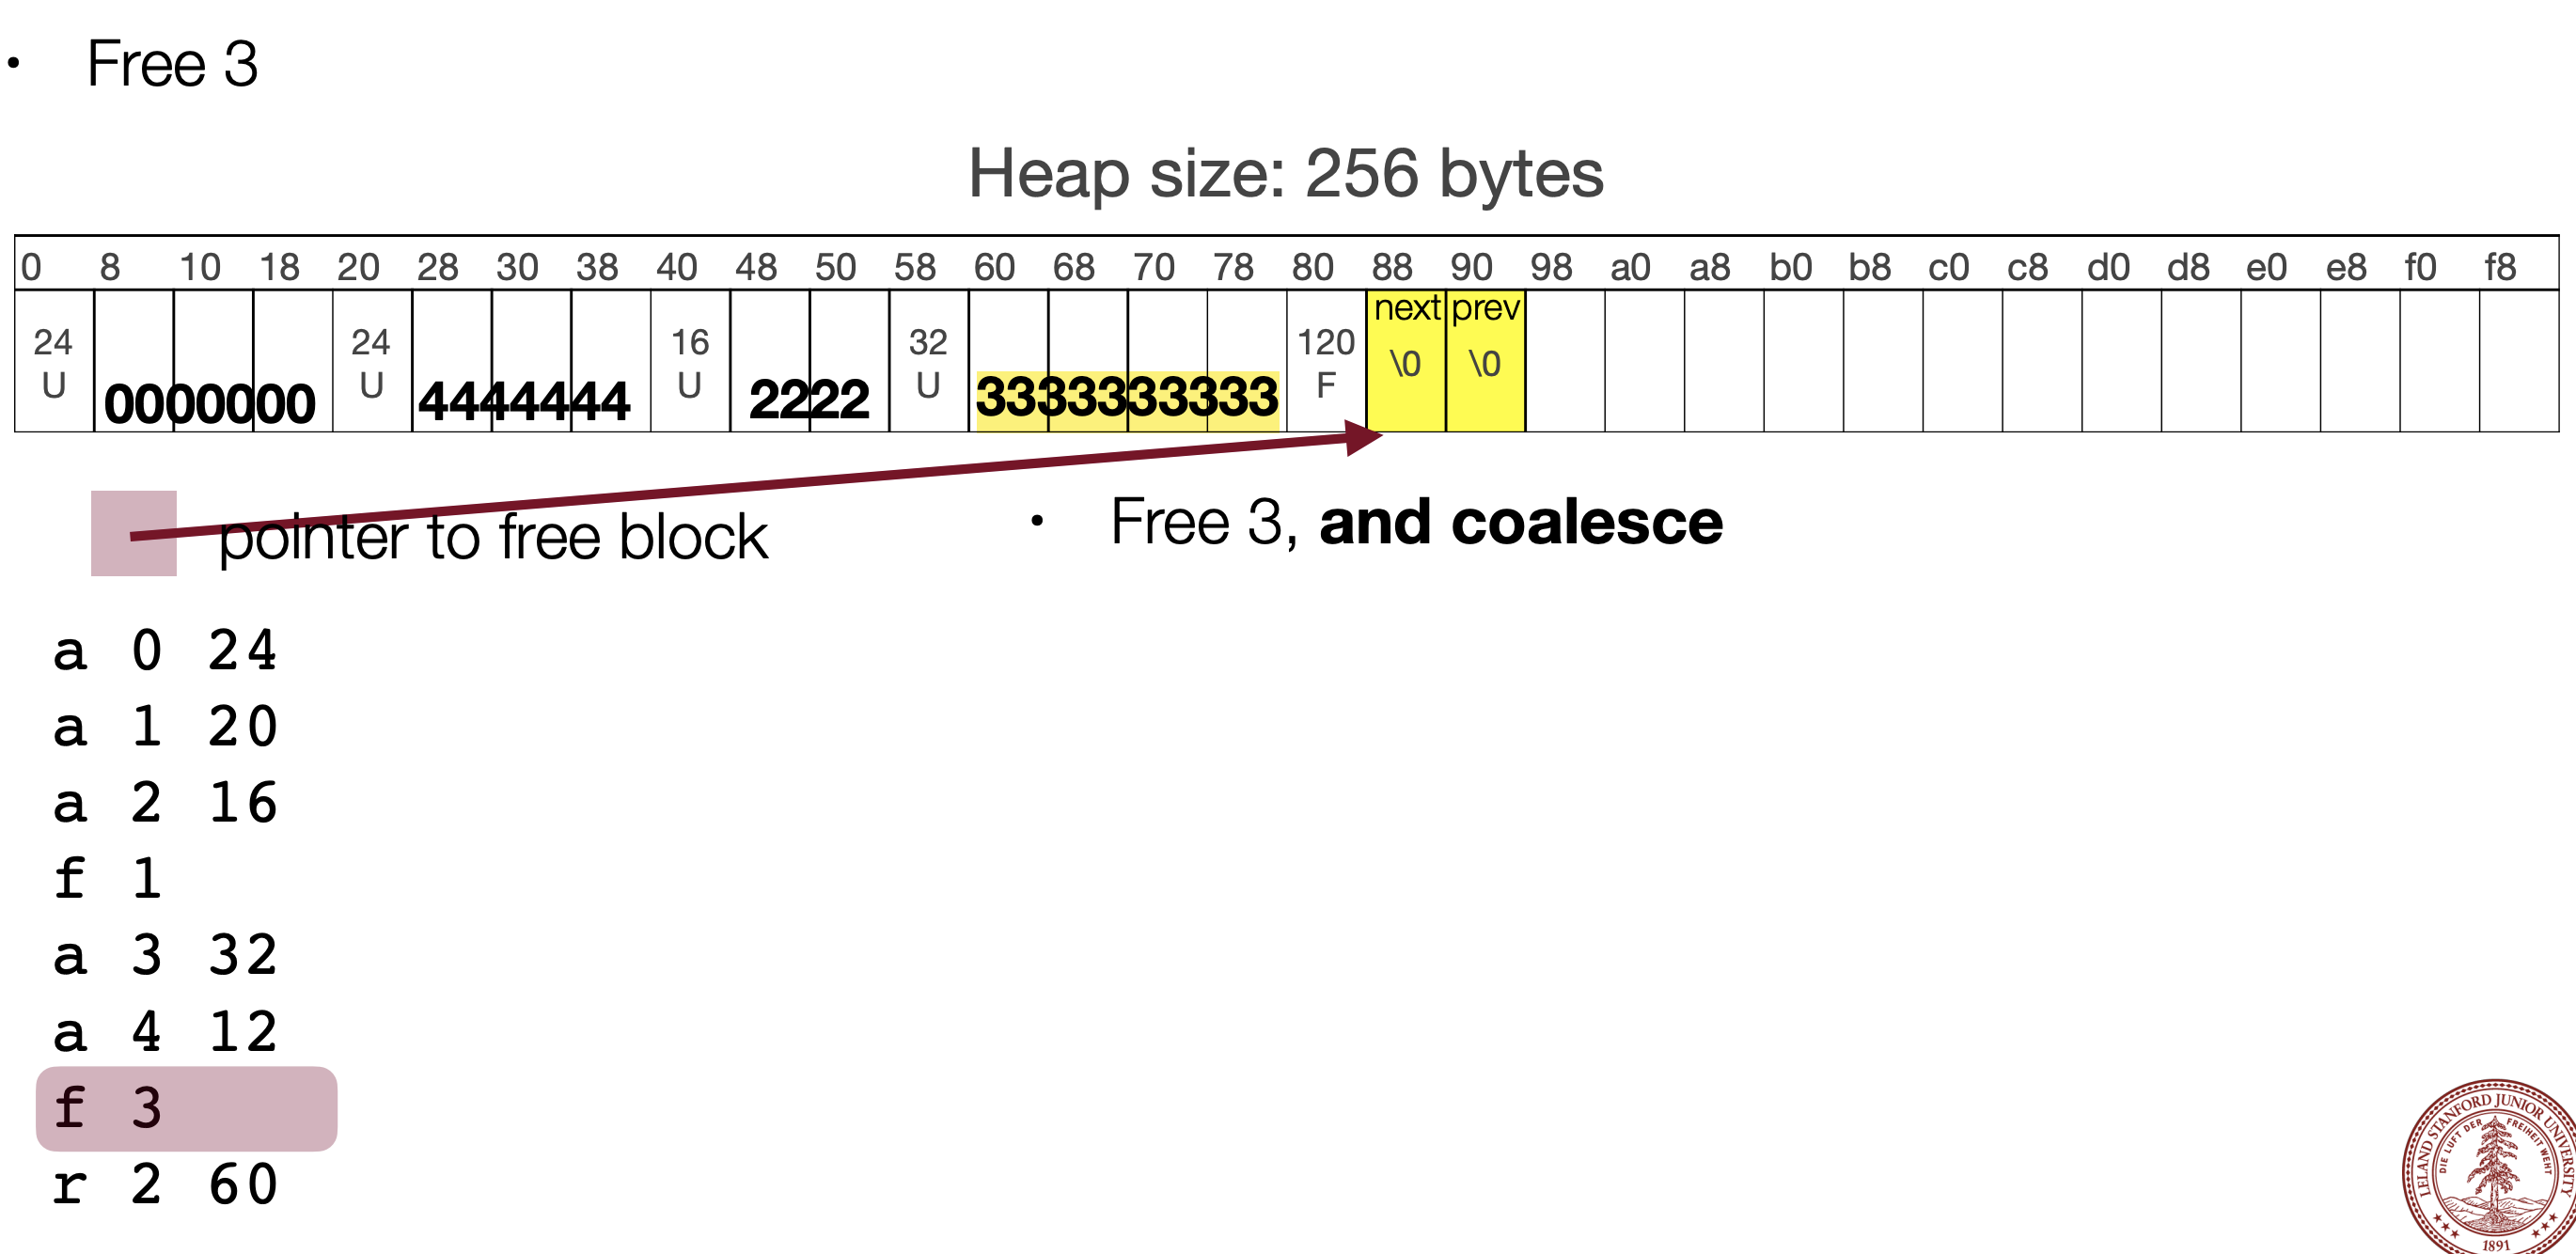 • Free 3
Heap size: 256 bytes
0 8 10 18 20 28 30 38 40 48 50 58 60 68 70 78 80 88 90 98 a0 a8 b0 b8 c0 c8 d0 d8 e0 e8 f0 f8
next prev
24 24 16 32 120 \0 \0
U U U U F
0000000 4444444 2222 3333333333
pointer to free block
• Free 3, and coalesce
a 0 24
a 1 20
a 2 16
f 1
a 3 32
a 4 12
f 3
r 2 60
LELAND STANFORD JUNIOR UNIVERSITY
DIE LUFT DER FREIHEIT WEHT
1891